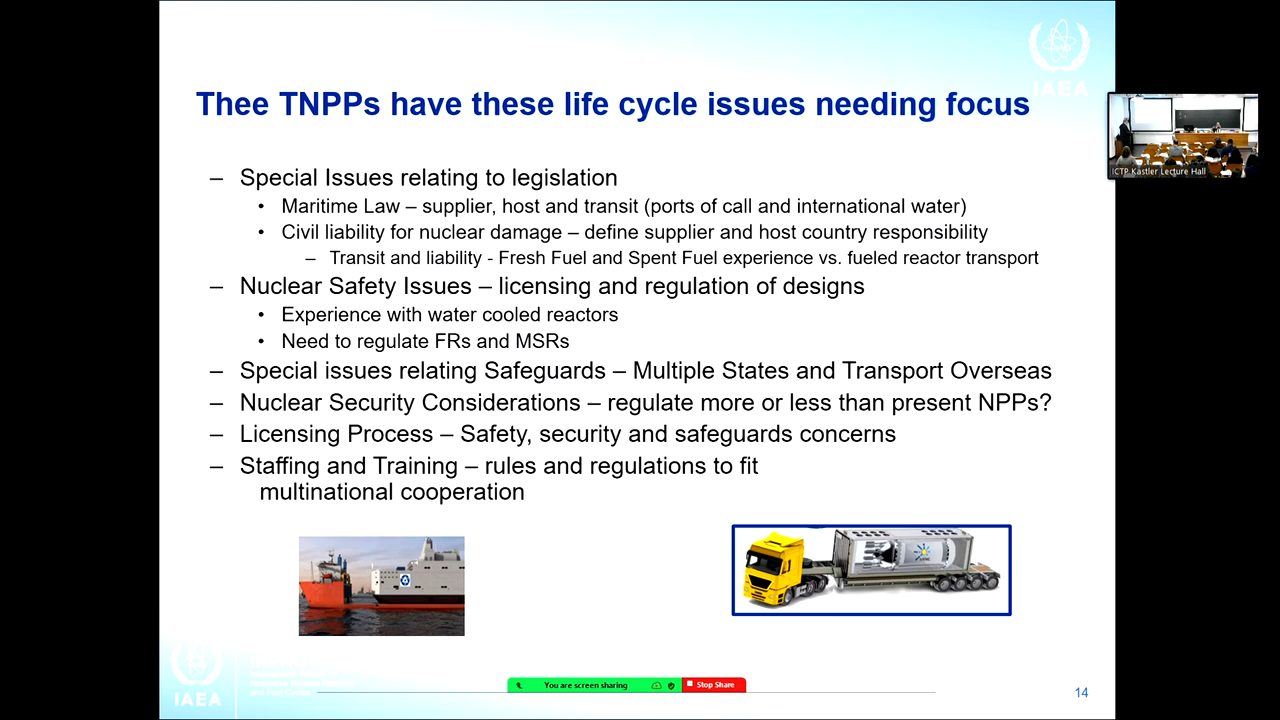 IAEA
Thee TNPPs have these life cycle issues needing focus
– Special Issues relating to legislation
• Maritime Law – supplier, host and transit (ports of call and international water)
• Civil liability for nuclear damage – define supplier and host country responsibility
– Transit and liability - Fresh Fuel and Spent Fuel experience vs. fueled reactor transport
– Nuclear Safety Issues – licensing and regulation of designs
• Experience with water cooled reactors
• Need to regulate FRs and MSRs
– Special issues relating Safeguards – Multiple States and Transport Overseas
– Nuclear Security Considerations – regulate more or less than present NPPs?
– Licensing Process – Safety, security and safeguards concerns
– Staffing and Training – rules and regulations to fit
multinational cooperation
ICTP Kastler Lecture Hall
IAEA
You are screen sharing
Stop Share
14